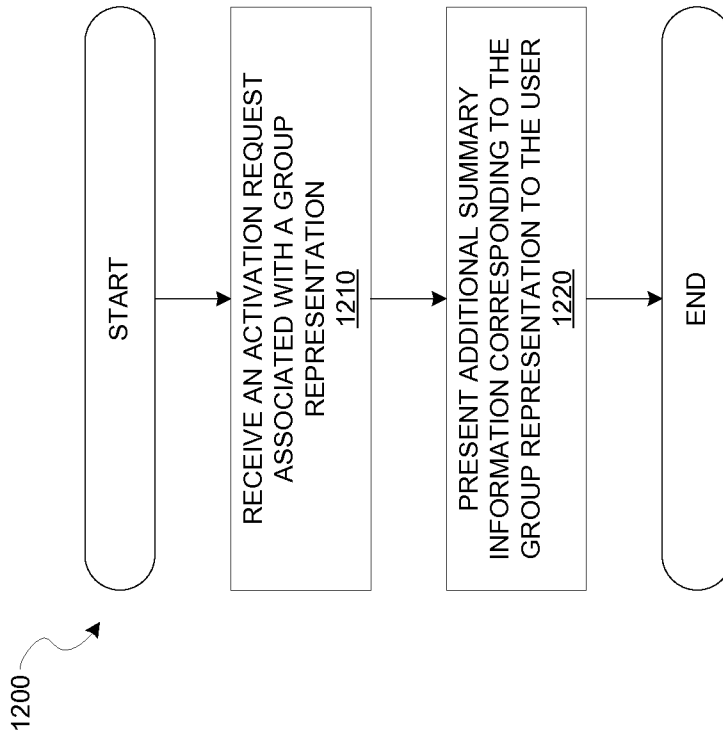 1200
START
RECEIVE AN ACTIVATION REQUEST
ASSOCIATED WITH A GROUP
REPRESENTATION
1210
PRESENT ADDITIONAL SUMMARY
INFORMATION CORRESPONDING TO THE
GROUP REPRESENTATION TO THE USER
1220
END